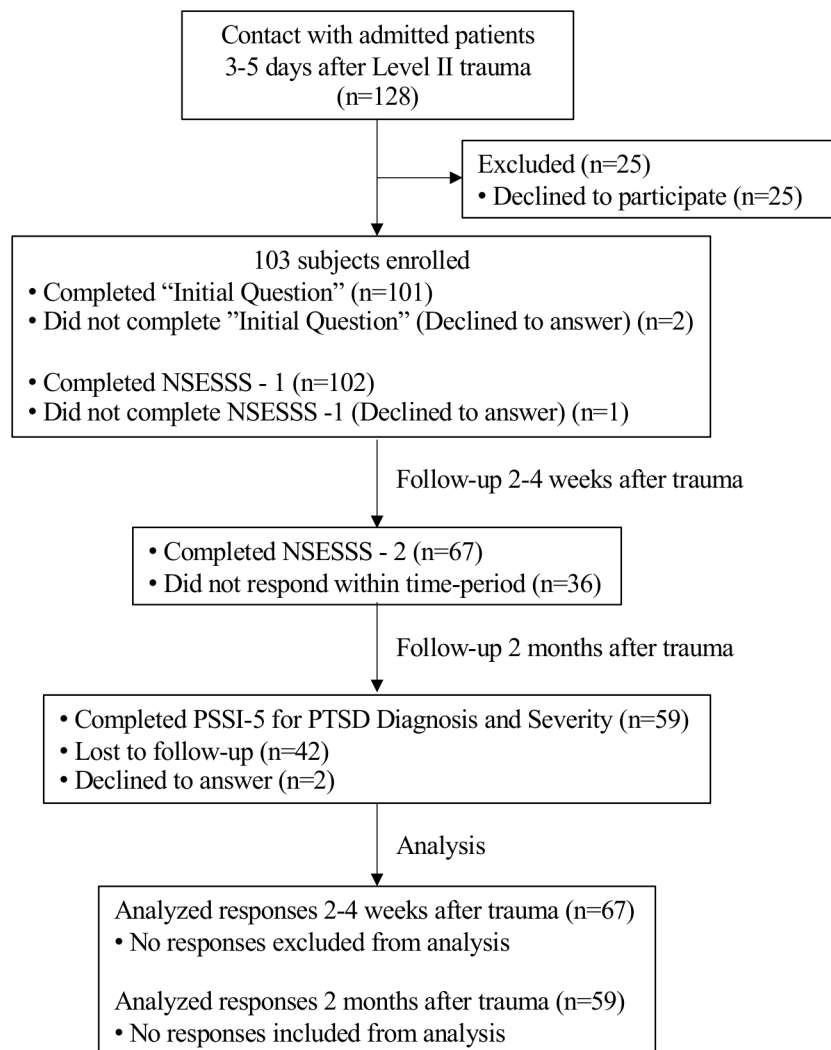 Contact with admitted patients
3-5 days after Level II trauma
(n=128)
Excluded (n=25)
• Declined to participate (n=25)
103 subjects enrolled
• Completed “Initial Question” (n=101)
• Did not complete ”Initial Question” (Declined to answer) (n=2)
• Completed NSESSS - 1 (n=102)
• Did not complete NSESSS -1 (Declined to answer) (n=1)
Follow-up 2-4 weeks after trauma
• Completed NSESSS - 2 (n=67)
• Did not respond within time-period (n=36)
Follow-up 2 months after trauma
• Completed PSSI-5 for PTSD Diagnosis and Severity (n=59)
• Lost to follow-up (n=42)
• Declined to answer (n=2)
Analysis
Analyzed responses 2-4 weeks after trauma (n=67)
• No responses excluded from analysis
Analyzed responses 2 months after trauma (n=59)
• No responses included from analysis